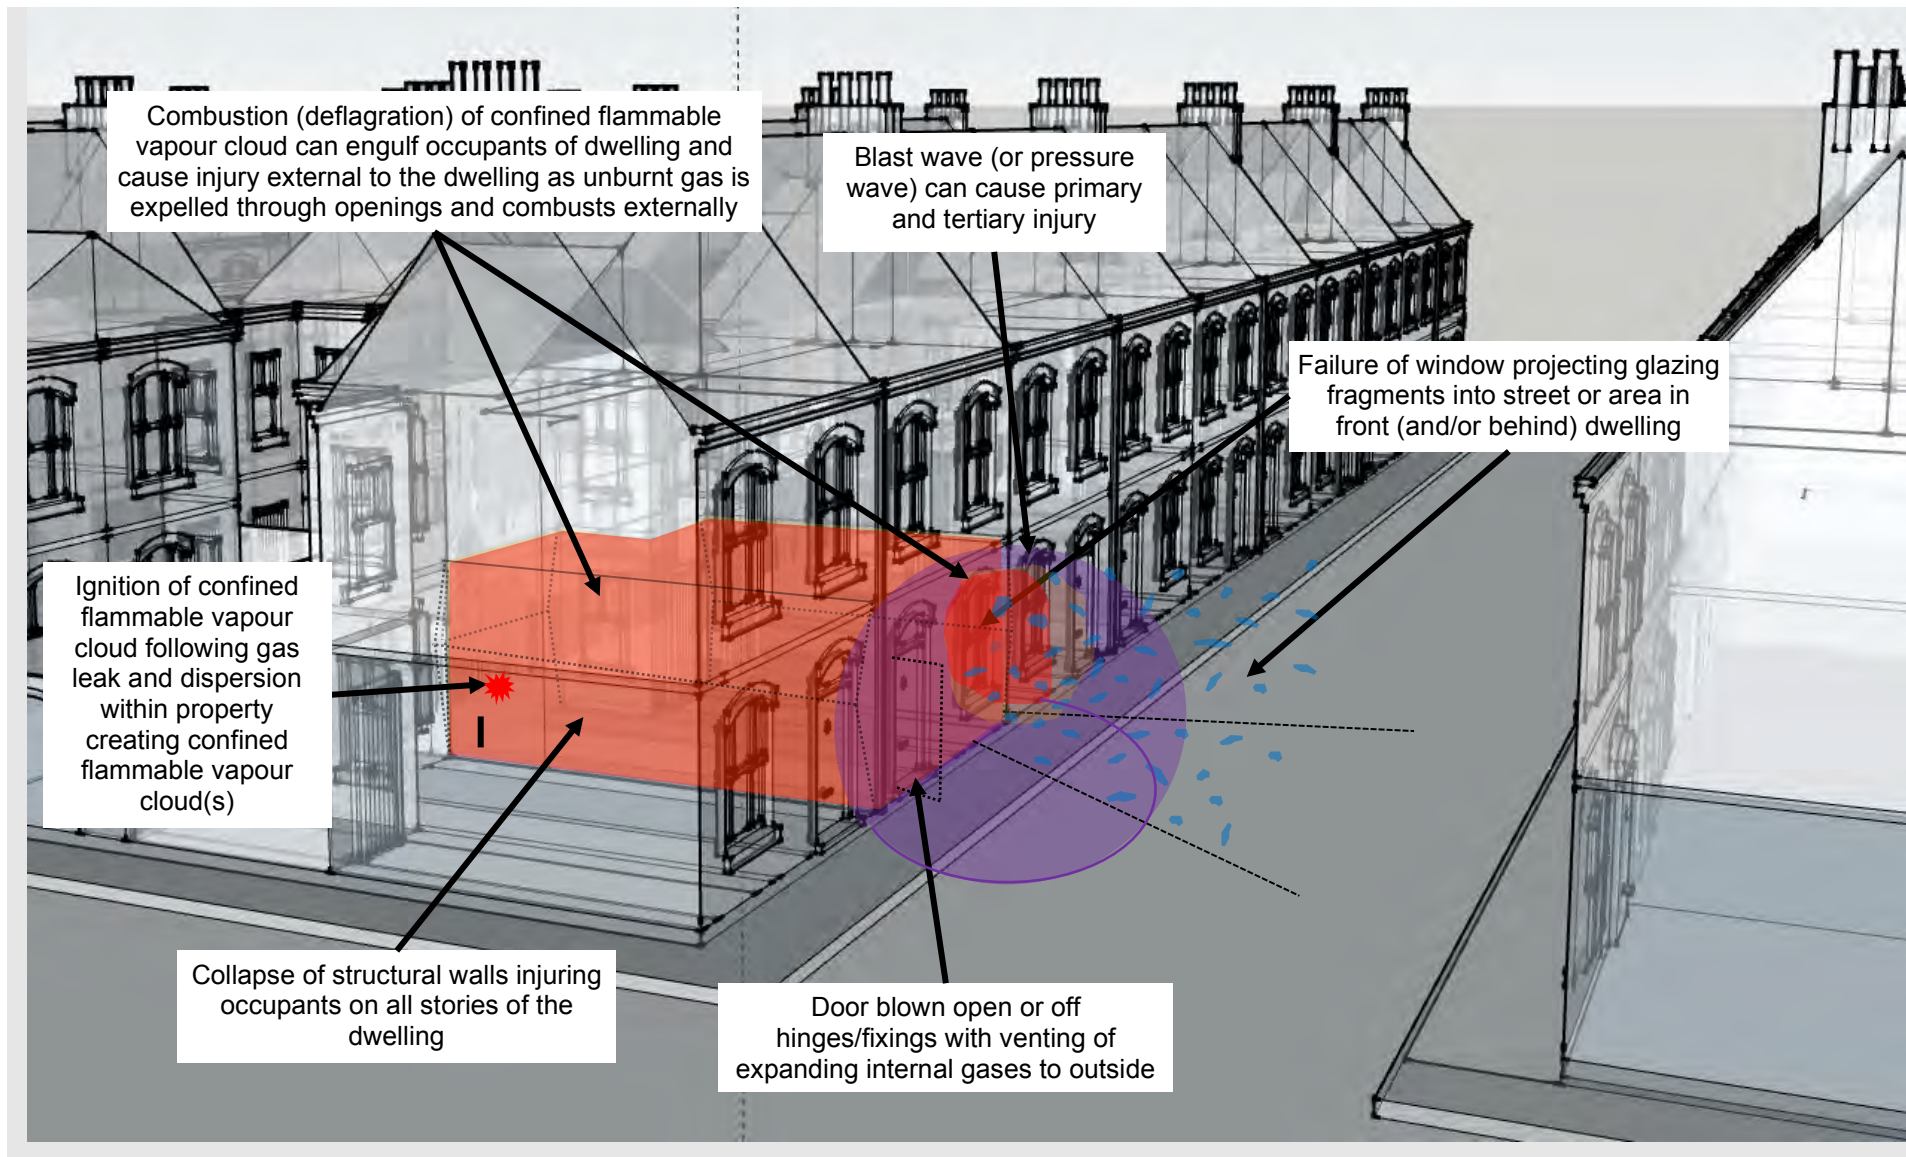 Combustion (deflagration) of confined flammable
vapour cloud can engulf occupants of dwelling and
cause injury external to the dwelling as unburnt gas is
expelled through openings and combusts externally
Blast wave (or pressure
wave) can cause primary
and tertiary injury
Failure of window projecting glazing
fragments into street or area in
front (and/or behind) dwelling
Ignition of confined
flammable vapour
cloud following gas
leak and dispersion
within property
creating confined
flammable vapour
cloud(s)
I
Collapse of structural walls injuring
occupants on all stories of the
dwelling
Door blown open or off
hinges/fixings with venting of
expanding internal gases to outside